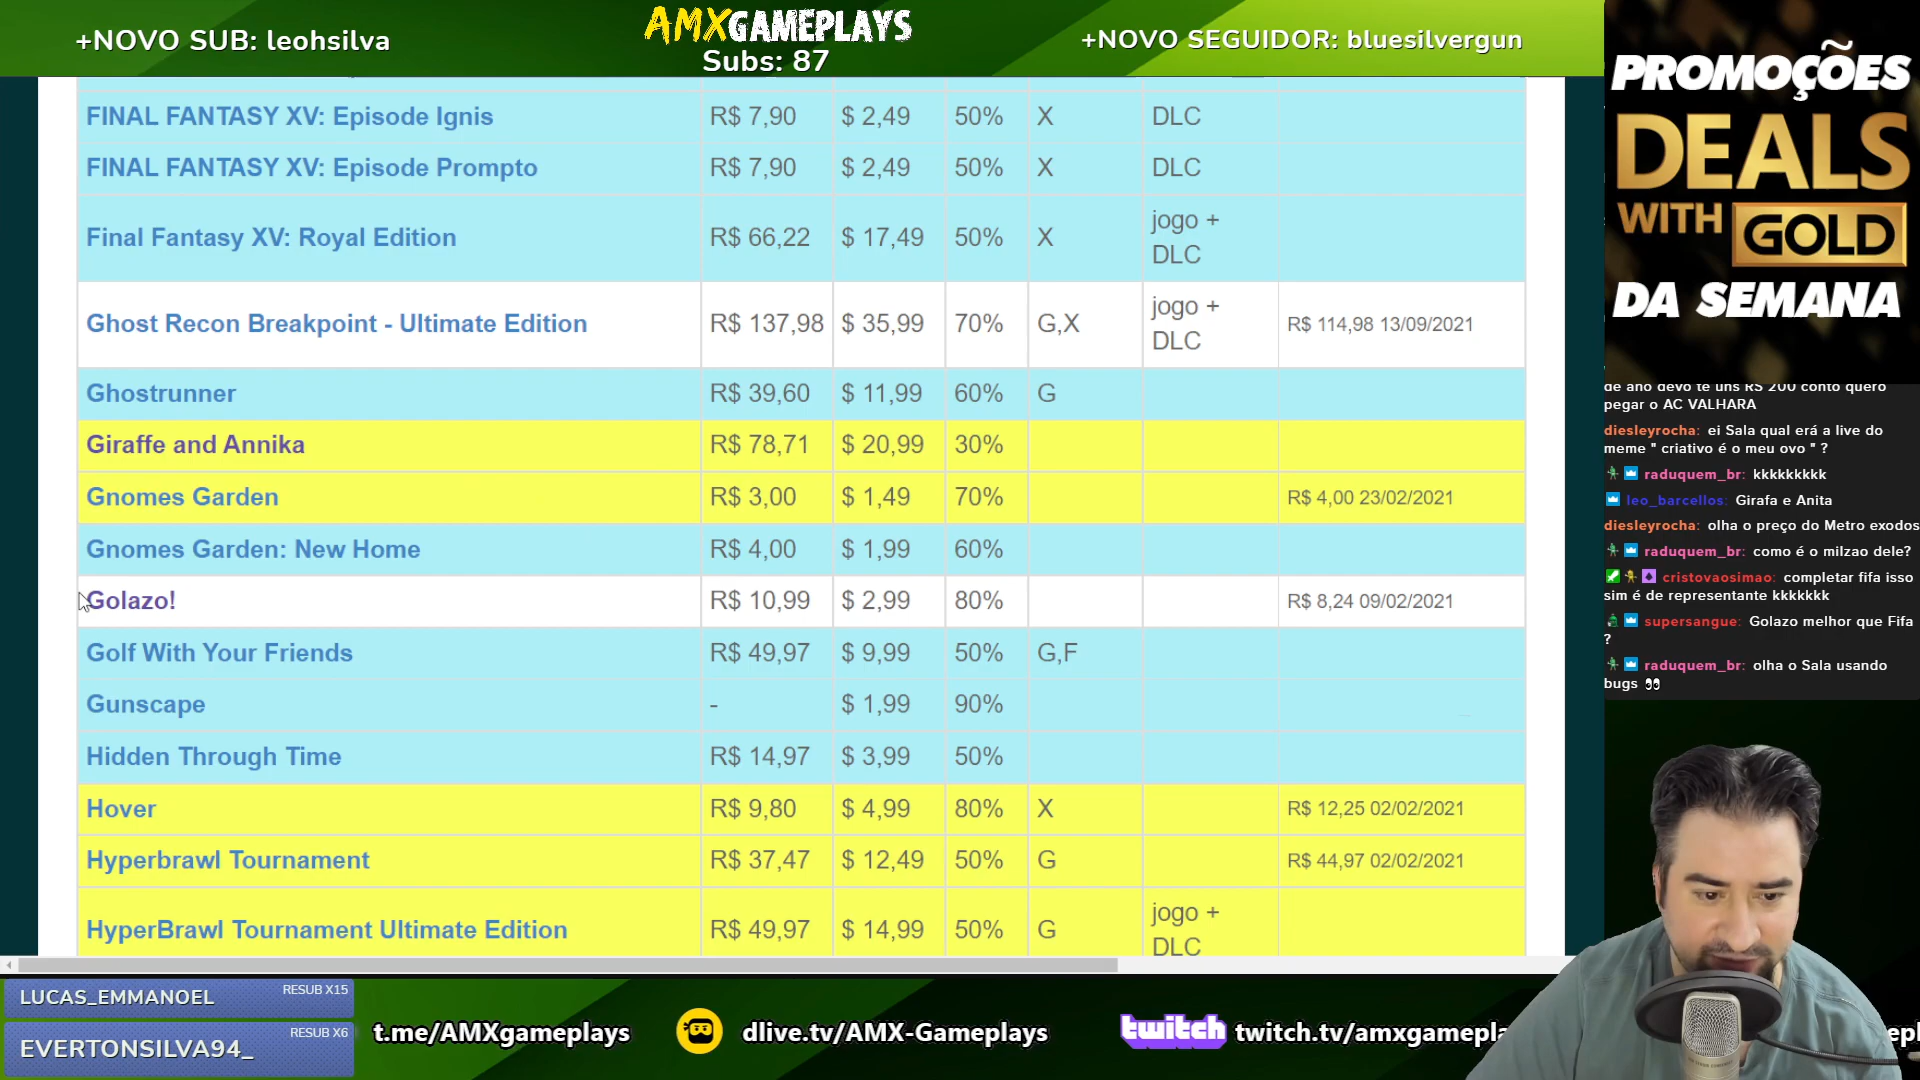 +NOVO SUB: leohsilva
AMXGAMEPLAYS
Subs: 87
+NOVO SEGUIDOR: bluesilvergun
FINAL FANTASY XV: Episode Ignis R$ 7,90 $ 2,49 50% X DLC
FINAL FANTASY XV: Episode Prompto R$ 7,90 $ 2,49 50% X DLC
Final Fantasy XV: Royal Edition R$ 66,22 $ 17,49 50% X jogo +
DLC
Ghost Recon Breakpoint - Ultimate Edition R$ 137,98 $ 35,99 70% G,X jogo + R$ 114,98 13/09/2021
DLC
Ghostrunner R$ 39,60 $ 11,99 60% G
Giraffe and Annika R$ 78,71 $ 20,99 30%
Gnomes Garden R$ 3,00 $ 1,49 70% R$ 4,00 23/02/2021
Gnomes Garden: New Home R$ 4,00 $ 1,99 60%
Golazo! R$ 10,99 $ 2,99 80% R$ 8,24 09/02/2021
Golf With Your Friends R$ 49,97 $ 9,99 50% G,F
Gunscape - $ 1,99 90%
Hidden Through Time R$ 14,97 $ 3,99 50%
Hover R$ 9,80 $ 4,99 80% X R$ 12,25 02/02/2021
Hyperbrawl Tournament R$ 37,47 $ 12,49 50% G R$ 44,97 02/02/2021
HyperBrawl Tournament Ultimate Edition R$ 49,97 $ 14,99 50% G jogo +
DLC
PROMOÇÕES
DEALS
WITH GOLD
DA SEMANA
de ano devo te uns R$ 200 conto quero
pegar o AC VALHARA
diesleyrocha: ei Sala qual erá a live do
meme " criativo é o meu ovo " ?
raduquem_br: kkkkkkkkk
leo_barcellos: Girafa e Anita
diesleyrocha: olha o preço do Metro exodos
raduquem_br: como é o milzao dele?
cristovaosimao: completar fifa isso
sim é de representante kkkkkkk
supersangue: Golazo melhor que Fifa
?
raduquem_br: olha o Sala usando
bugs
LUCAS_EMMANOEL RESUB X15
EVERTONSILVA94_ RESUB X6
t.me/AMXgameplays
dlive.tv/AMX-Gameplays
twitch twitch.tv/amxgamepla